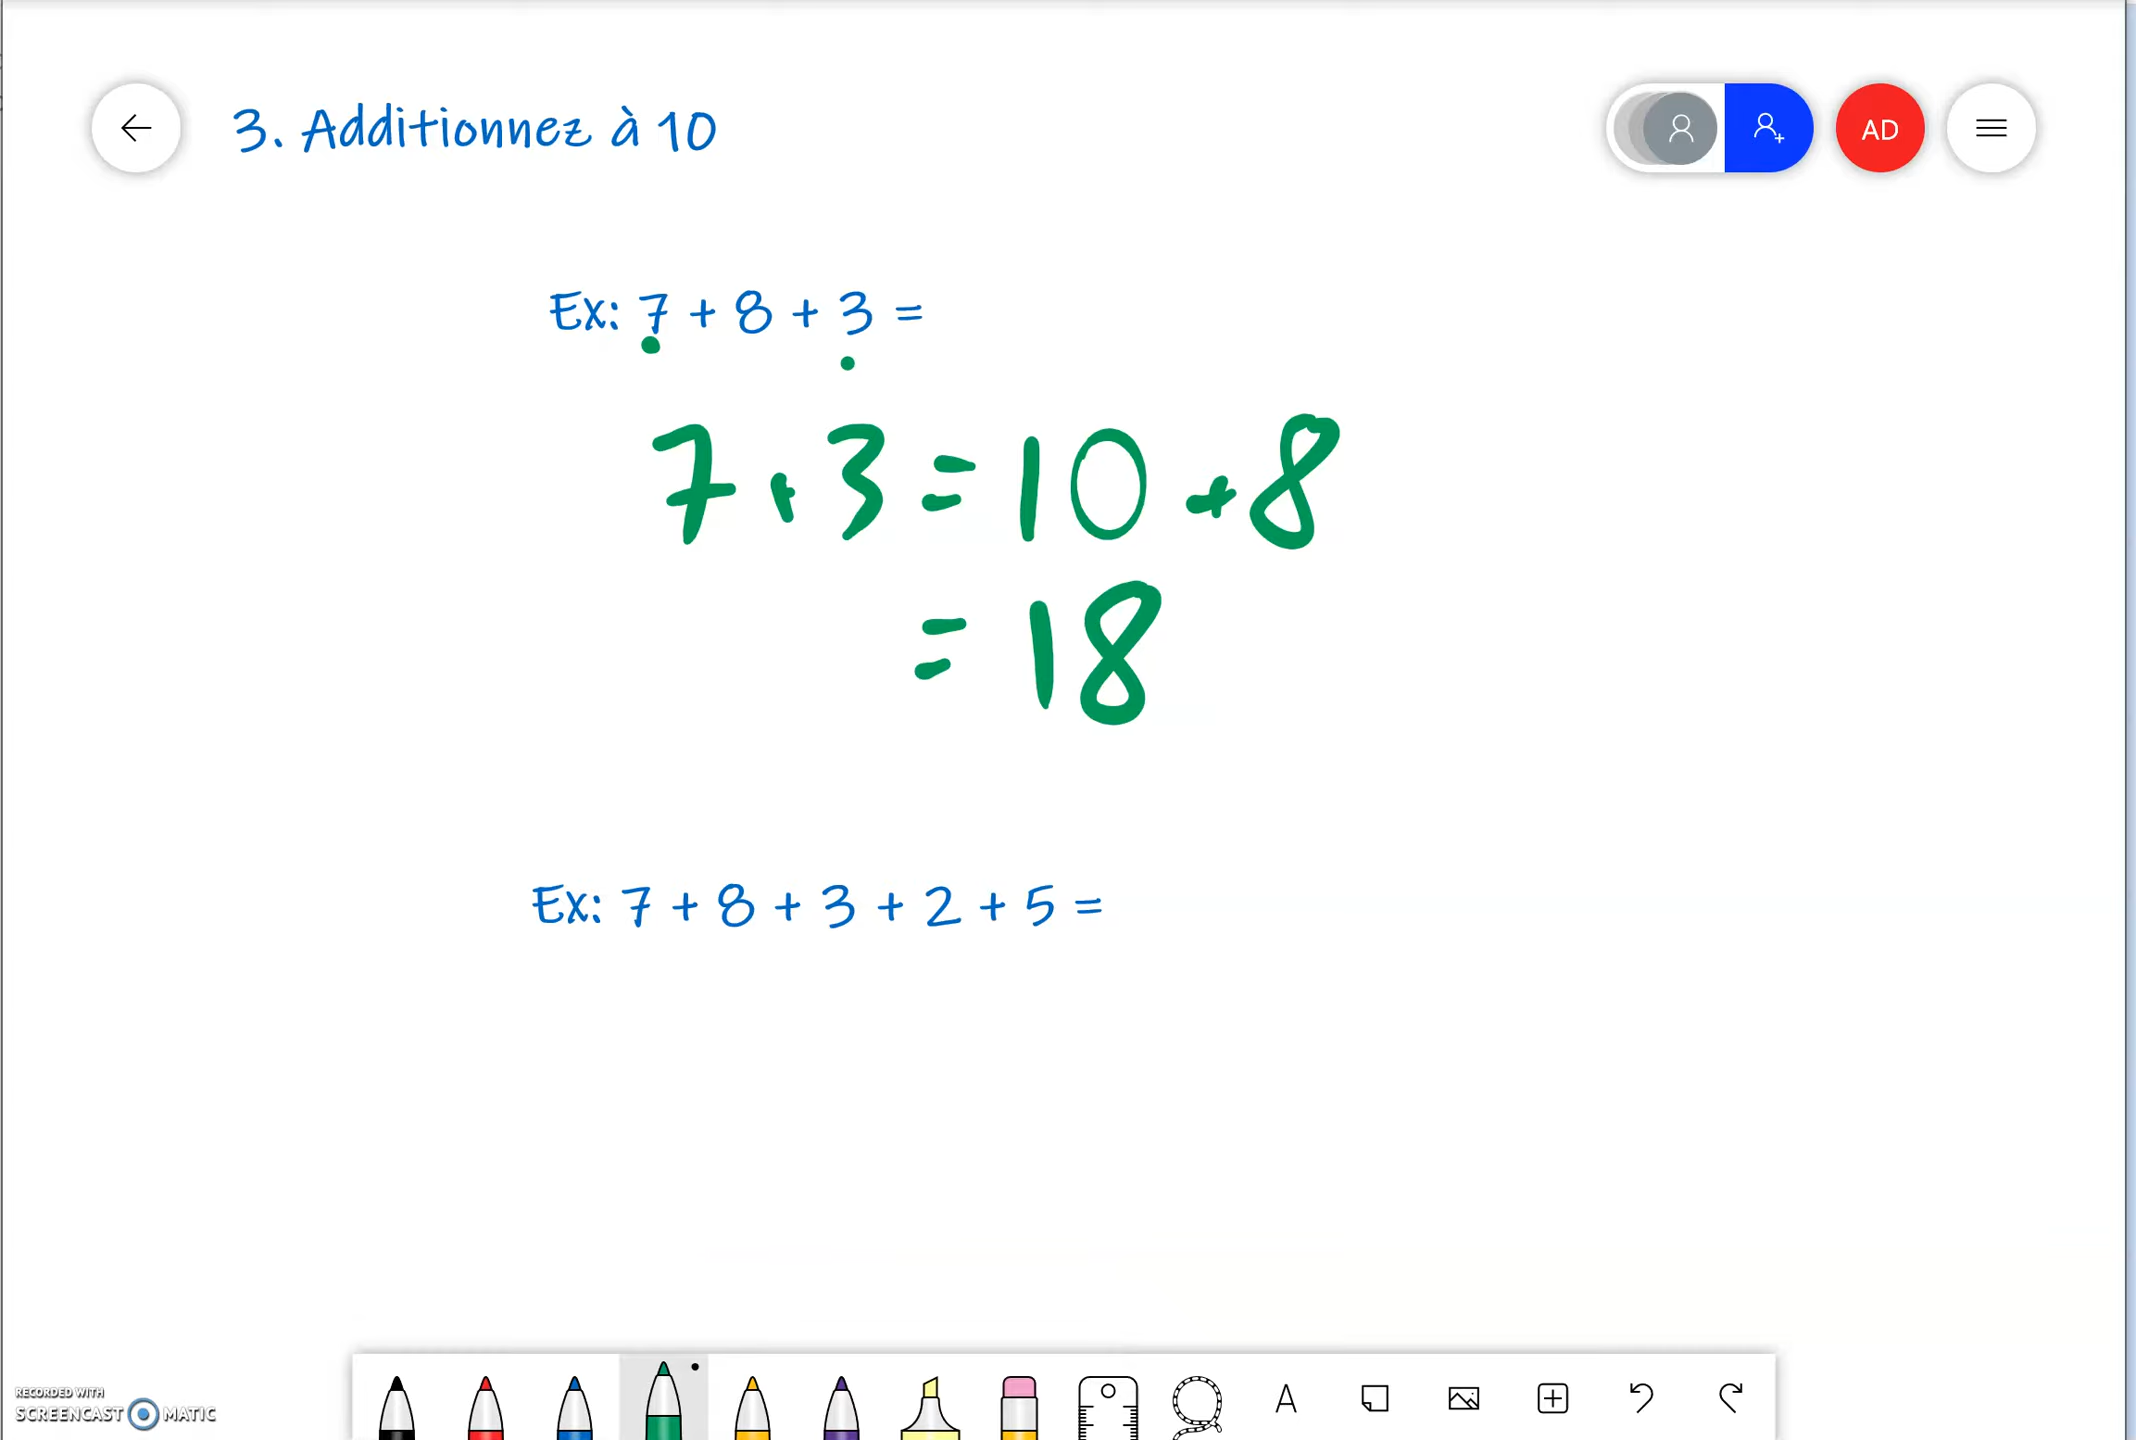 3. Additionnez à 10
AD
Ex: 7 + 8 + 3 =
7 + 3 = 10 + 8
= 18
Ex: 7 + 8 + 3 + 2 + 5 =
A
RECORDED WITH
SCREENCAST MATIC